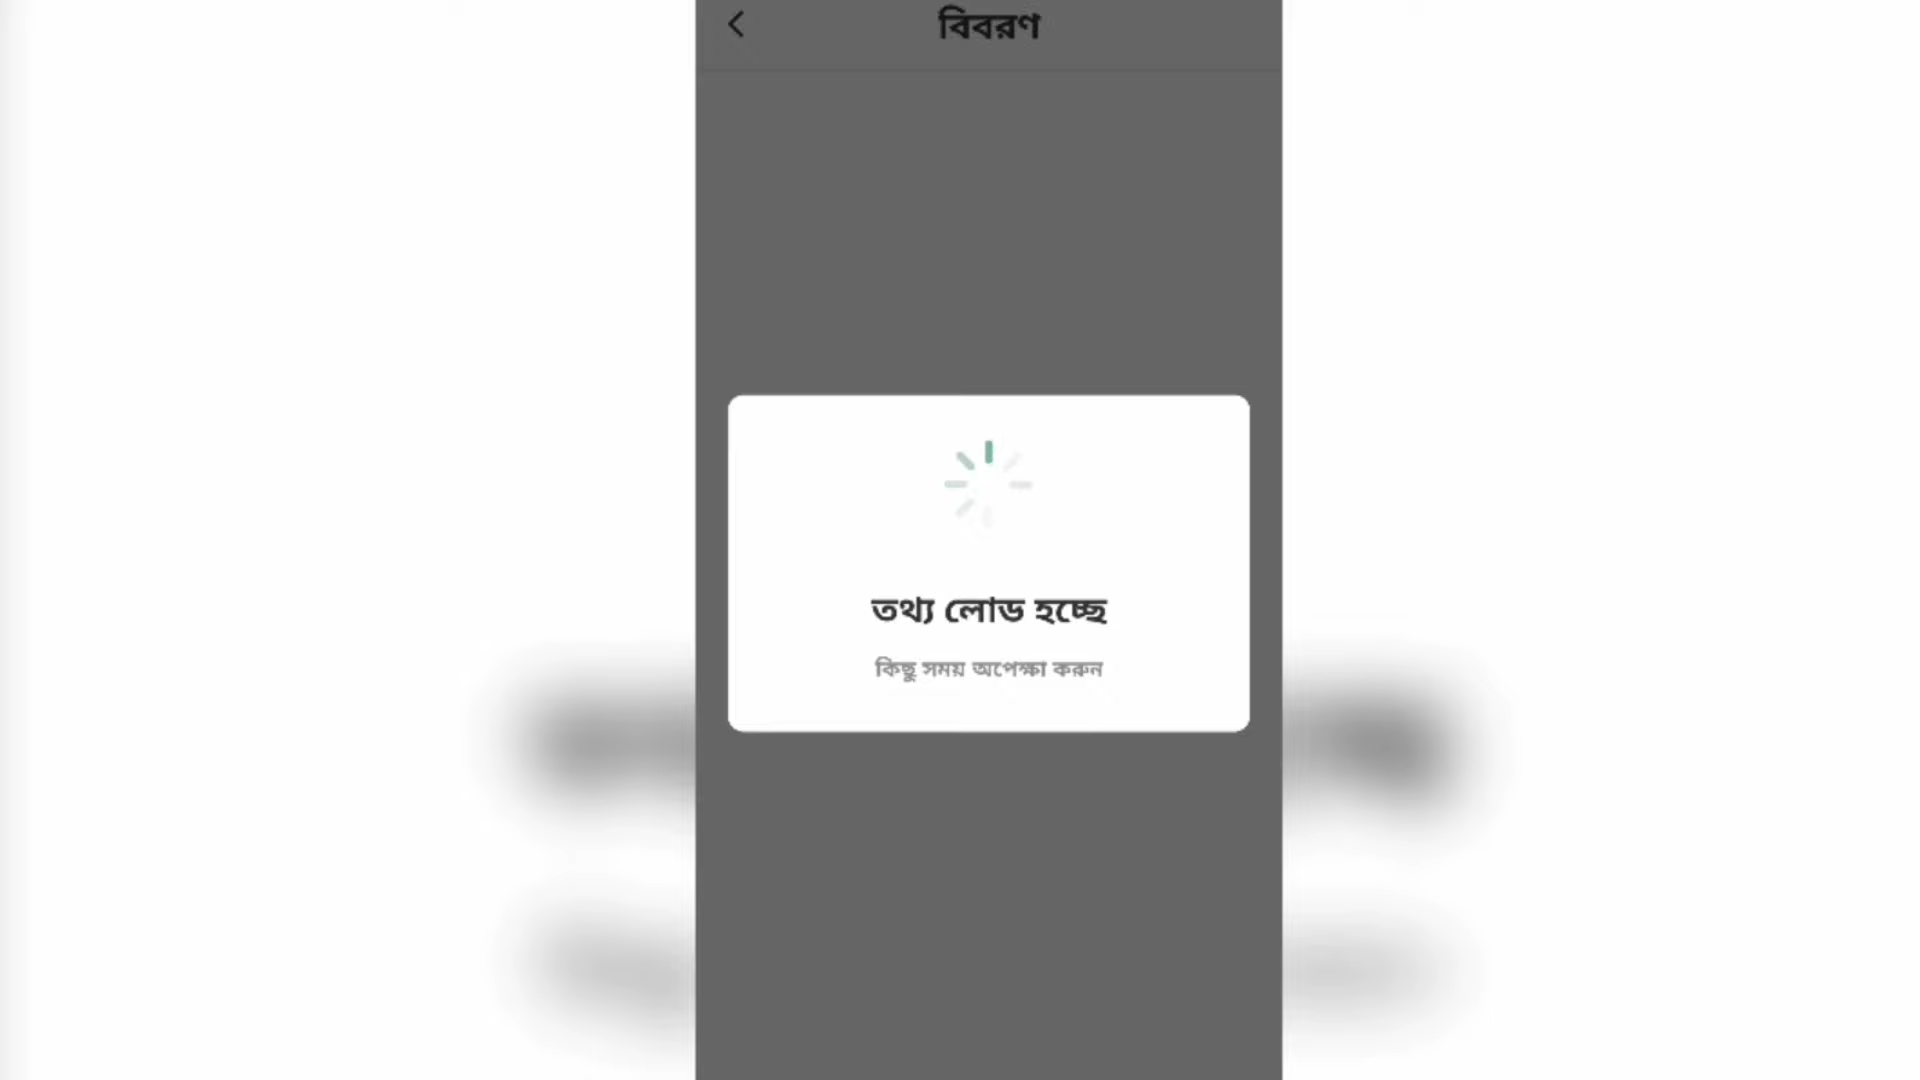 বিবরণ
তথ্য লোড হচ্ছে
কিছু সময় অপেক্ষা করুন